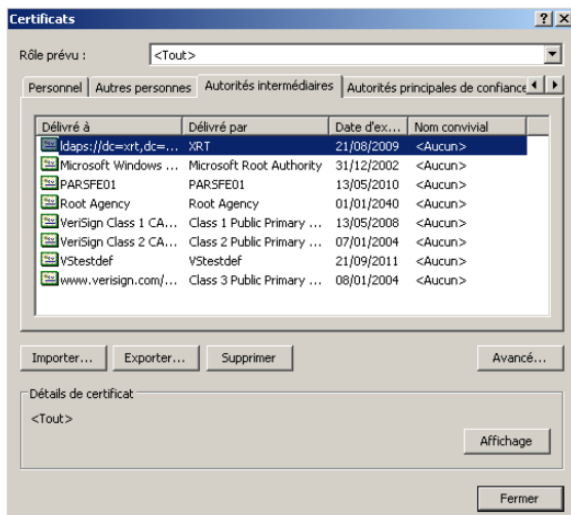 Certificats
Rôle prévu : <Tout>
Personnel Autres personnes Autorités intermédiaires Autorités principales de confiance
Délivré à Délivré par Date d'ex... Nom convivial
ldaps://dc=xrt,dc=... XRT 21/08/2009 <Aucun>
Microsoft Windows ... Microsoft Root Authority 31/12/2002 <Aucun>
PARSFE01 PARSFE01 13/05/2010 <Aucun>
Root Agency Root Agency 01/01/2040 <Aucun>
VeriSign Class 1 CA... Class 1 Public Primary ... 13/05/2008 <Aucun>
VeriSign Class 2 CA... Class 2 Public Primary ... 07/01/2004 <Aucun>
VStestdef VStestdef 21/09/2011 <Aucun>
www.verisign.com/... Class 3 Public Primary ... 08/01/2004 <Aucun>
Importer... Exporter... Supprimer Avancé...
Détails de certificat
<Tout>
Affichage
Fermer